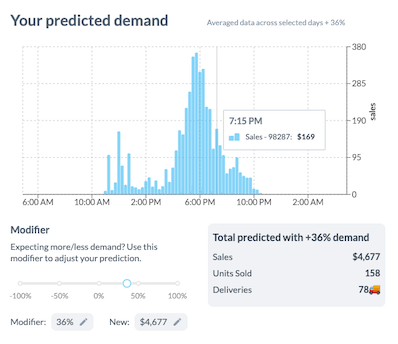 Your predicted demand
Averaged data across selected days + 36%
380
285
190
95
0
sales
7:15 PM
Sales - 98287: $169
6:00 AM 10:00 AM 2:00 PM 6:00 PM 10:00 PM 2:00 AM
Modifier
Expecting more/less demand? Use this
modifier to adjust your prediction.
-100% -50% 0% 50% 100%
Modifier: 36% New: $4,677
Total predicted with +36% demand
Sales $4,677
Units Sold 158
Deliveries 78🚚